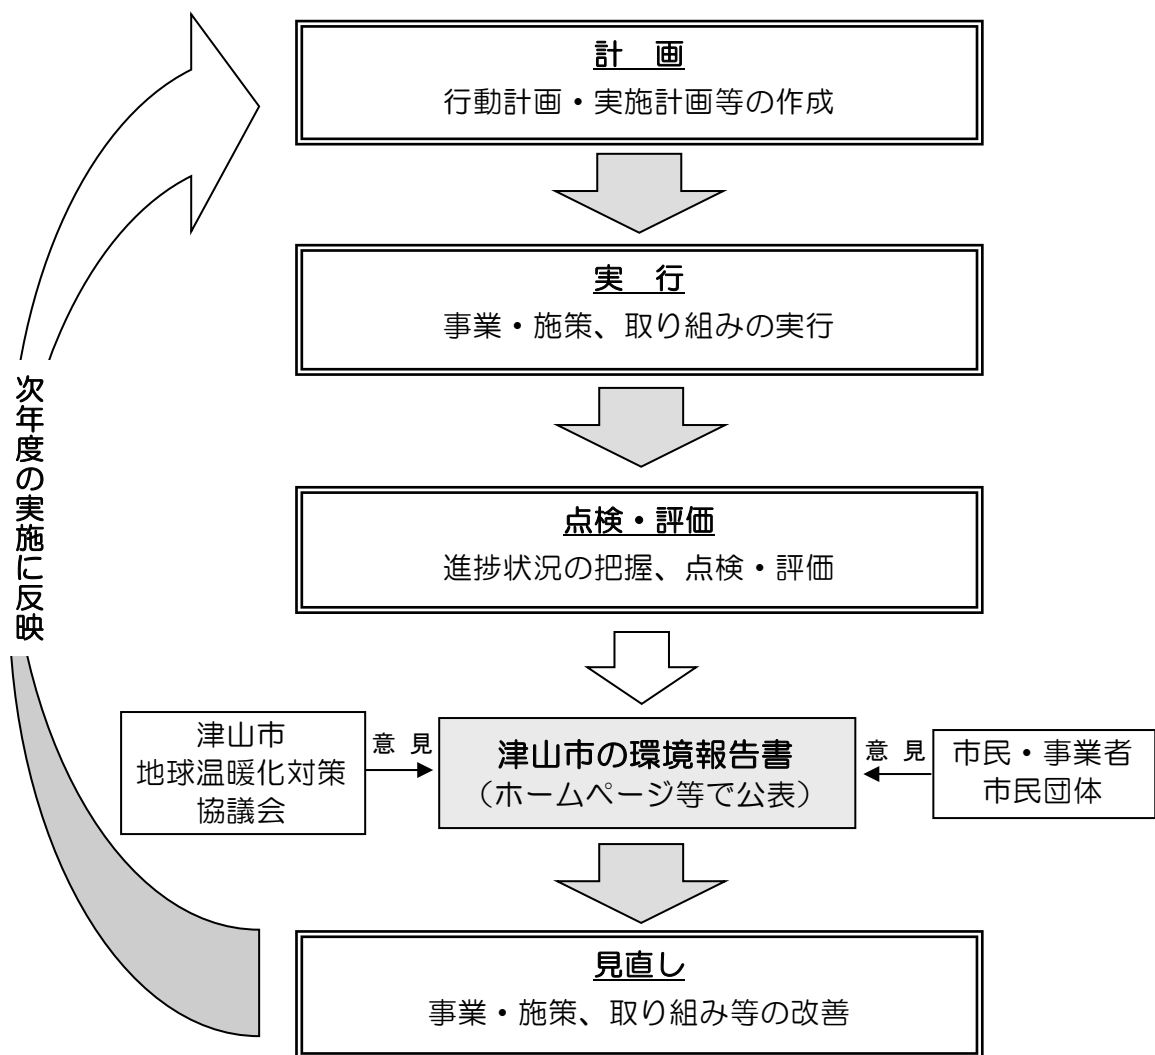 計　画
行動計画・実施計画等の作成
実　行
事業・施策、取り組みの実行
点検・評価
進捗状況の把握、点検・評価
次年度の実施に反映
津山市
地球温暖化対策
協議会
意 見
津山市の環境報告書
（ホームページ等で公表）
意 見
市民・事業者
市民団体
見直し
事業・施策、取り組み等の改善